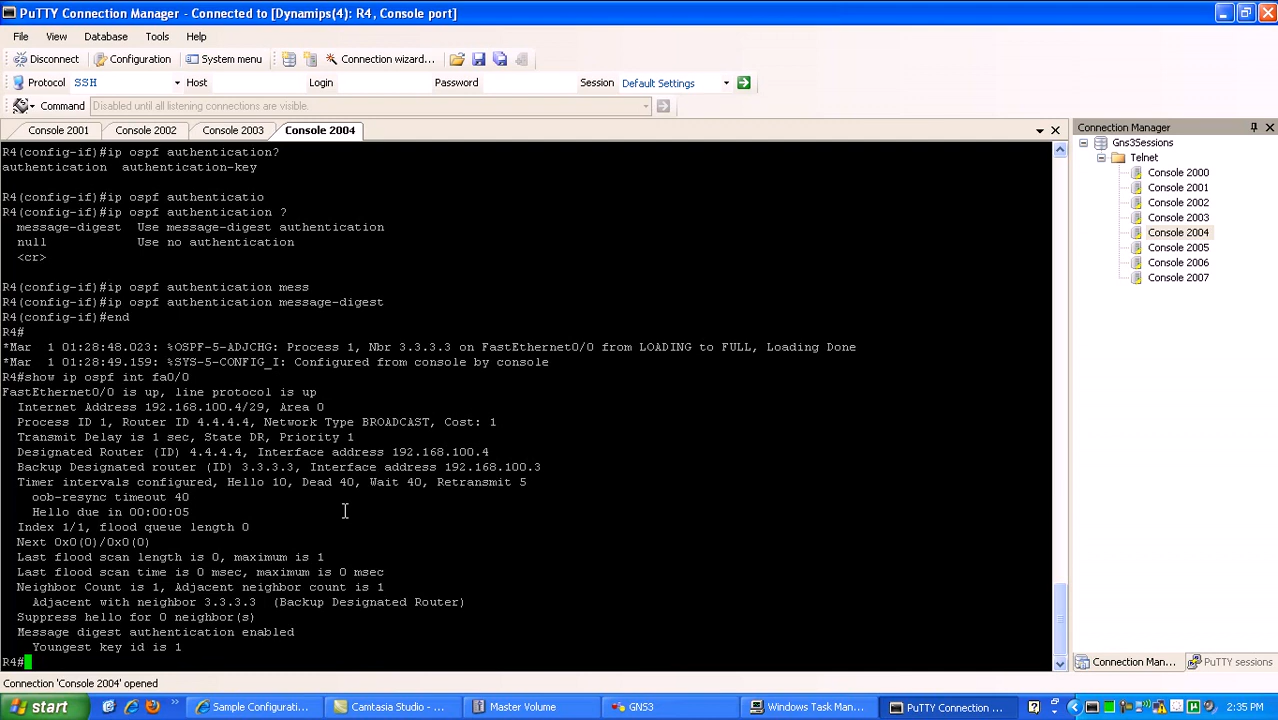 PuTTY Connection Manager - Connected to [Dynamips(4): R4, Console port]
File View Database Tools Help
Disconnect Configuration System menu Connection wizard...
Protocol SSH Host Login Password Session Default Settings
Command Disabled until all listening connections are visible.
Console 2001 Console 2002 Console 2003 Console 2004
R4(config-if)#ip ospf authentication?
authentication  authentication-key
R4(config-if)#ip ospf authenticatio
R4(config-if)#ip ospf authentication ?
message-digest  Use message-digest authentication
null            Use no authentication
<cr>
R4(config-if)#ip ospf authentication mess
R4(config-if)#ip ospf authentication message-digest
R4(config-if)#end
R4#
*Mar  1 01:28:48.023: %OSPF-5-ADJCHG: Process 1, Nbr 3.3.3.3 on FastEthernet0/0 from LOADING to FULL, Loading Done
*Mar  1 01:28:49.159: %SYS-5-CONFIG_I: Configured from console by console
R4#show ip ospf int fa0/0
FastEthernet0/0 is up, line protocol is up
Internet Address 192.168.100.4/29, Area 0
Process ID 1, Router ID 4.4.4.4, Network Type BROADCAST, Cost: 1
Transmit Delay is 1 sec, State DR, Priority 1
Designated Router (ID) 4.4.4.4, Interface address 192.168.100.4
Backup Designated router (ID) 3.3.3.3, Interface address 192.168.100.3
Timer intervals configured, Hello 10, Dead 40, Wait 40, Retransmit 5
oob-resync timeout 40
Hello due in 00:00:05
Index 1/1, flood queue length 0
Next 0x0(0)/0x0(0)
Last flood scan length is 0, maximum is 1
Last flood scan time is 0 msec, maximum is 0 msec
Neighbor Count is 1, Adjacent neighbor count is 1
Adjacent with neighbor 3.3.3.3  (Backup Designated Router)
Suppress hello for 0 neighbor(s)
Message digest authentication enabled
Youngest key id is 1
R4#
Connection Manager
Gns3Sessions
Telnet
Console 2000
Console 2001
Console 2002
Console 2003
Console 2004
Console 2005
Console 2006
Console 2007
Connection Man... PuTTY sessions
Connection 'Console 2004' opened
start Sample Configurati... Camtasia Studio - ... Master Volume GNS3 Windows Task Man... PuTTY Connection ... 2:35 PM